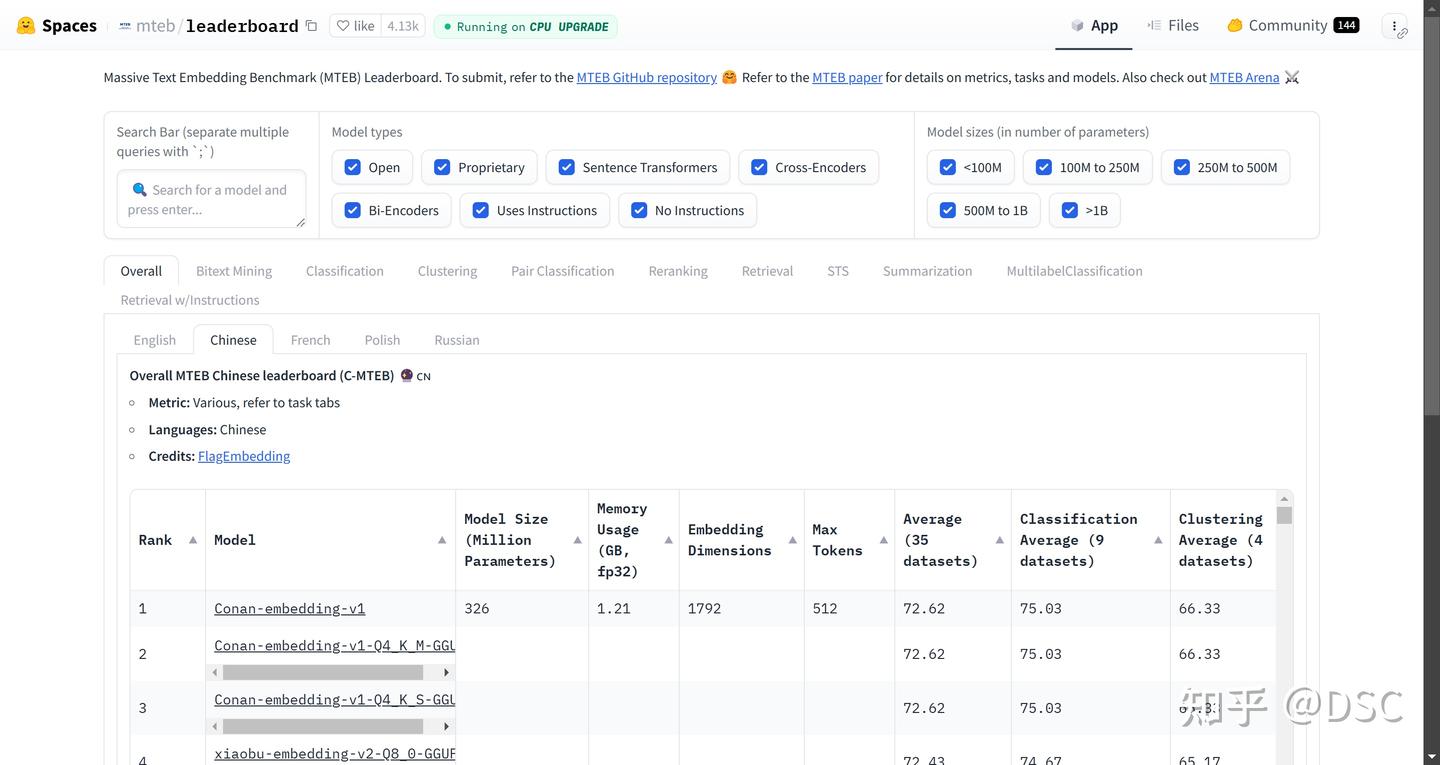 Spaces mteb/leaderboard like 4.13k Running on CPU UPGRADE App Files Community 144
Massive Text Embedding Benchmark (MTEB) Leaderboard. To submit, refer to the MTEB GitHub repository 🤗 Refer to the MTEB paper for details on metrics, tasks and models. Also check out MTEB Arena ⚔️
Search Bar (separate multiple
queries with `;`)
🔍 Search for a model and
press enter...
Model types
Open Proprietary Sentence Transformers Cross-Encoders
Bi-Encoders Uses Instructions No Instructions
Model sizes (in number of parameters)
<100M 100M to 250M 250M to 500M
500M to 1B >1B
Overall Bitext Mining Classification Clustering Pair Classification Reranking Retrieval STS Summarization MultilabelClassification
Retrieval w/Instructions
English Chinese French Polish Russian
Overall MTEB Chinese leaderboard (C-MTEB) 🔮 CN
Metric: Various, refer to task tabs
Languages: Chinese
Credits: FlagEmbedding
Rank Model Model Size (Million Parameters) Memory Usage (GB, fp32) Embedding Dimensions Max Tokens Average (35 datasets) Classification Average (9 datasets) Clustering Average (4 datasets)
1 Conan-embedding-v1 326 1.21 1792 512 72.62 75.03 66.33
2 Conan-embedding-v1-Q4_K_M-GGU 72.62 75.03 66.33
3 Conan-embedding-v1-Q4_K_S-GGU 72.62 75.03 66.33
4 xiaobu-embedding-v2-Q8_0-GGUF 72.43 74.67 65.17
知乎 @DSC